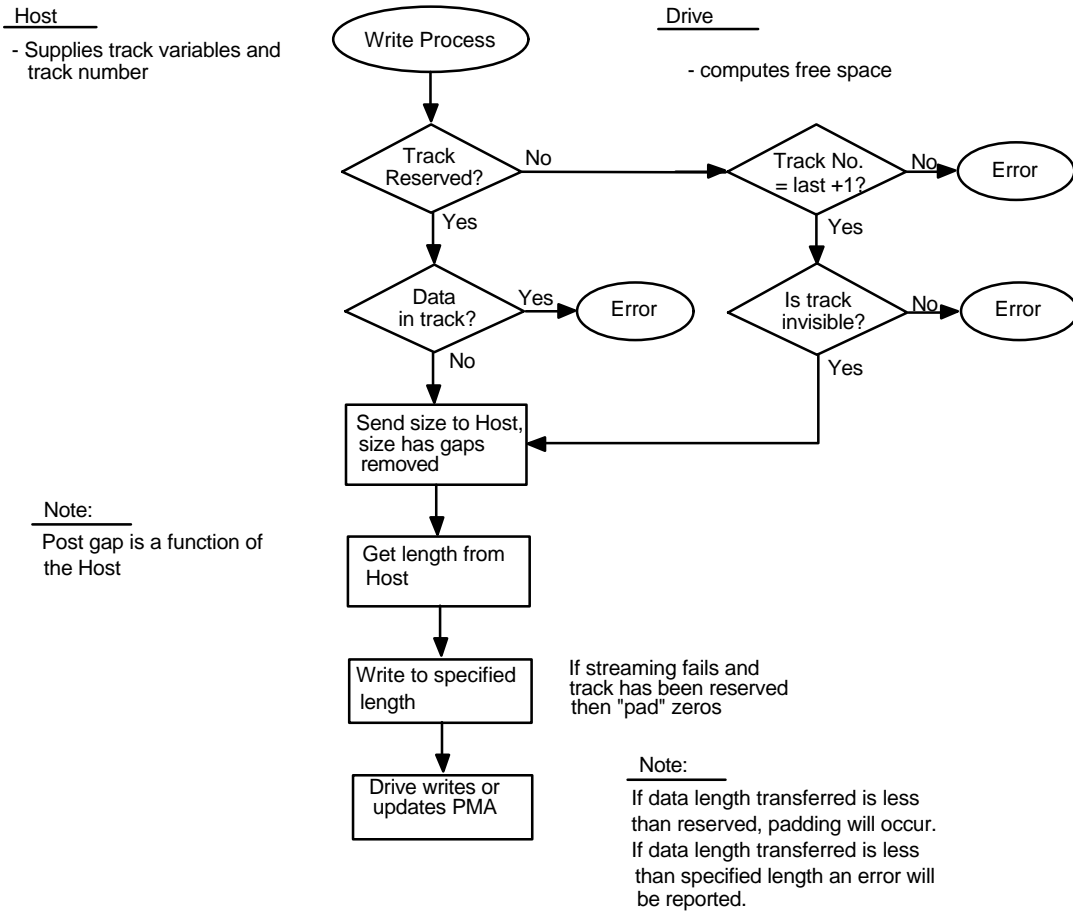 Host
- Supplies track variables and
track number
Write Process
Drive
- computes free space
Track
Reserved?
No
Track No.
= last +1?
No
Error
Yes
Yes
Data
in track?
Yes
Error
Is track
invisible?
No
Error
No
Yes
Send size to Host,
size has gaps
removed
Note:
Post gap is a function of
the Host
Get length from
Host
Write to specified
length
If streaming fails and
track has been reserved
then "pad" zeros
Drive writes or
updates PMA
Note:
If data length transferred is less
than reserved, padding will occur.
If data length transferred is less
than specified length an error will
be reported.